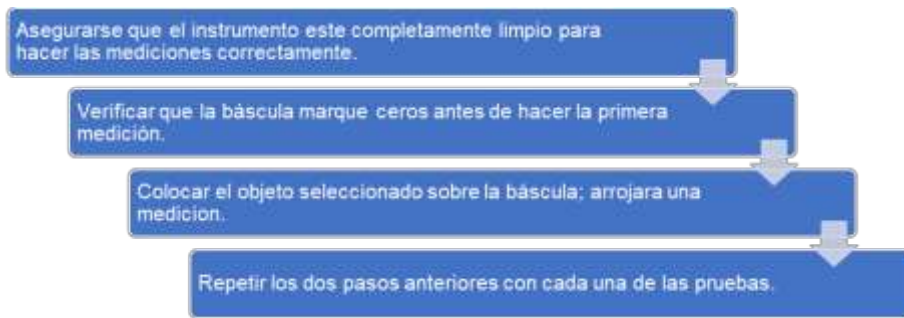 Asegurarse que el instrumento este completamente limpio para
hacer las mediciones correctamente.
Verificar que la báscula marque ceros antes de hacer la primera
medición.
Colocar el objeto seleccionado sobre la báscula; arrojara una
medicion.
Repetir los dos pasos anteriores con cada una de las pruebas.